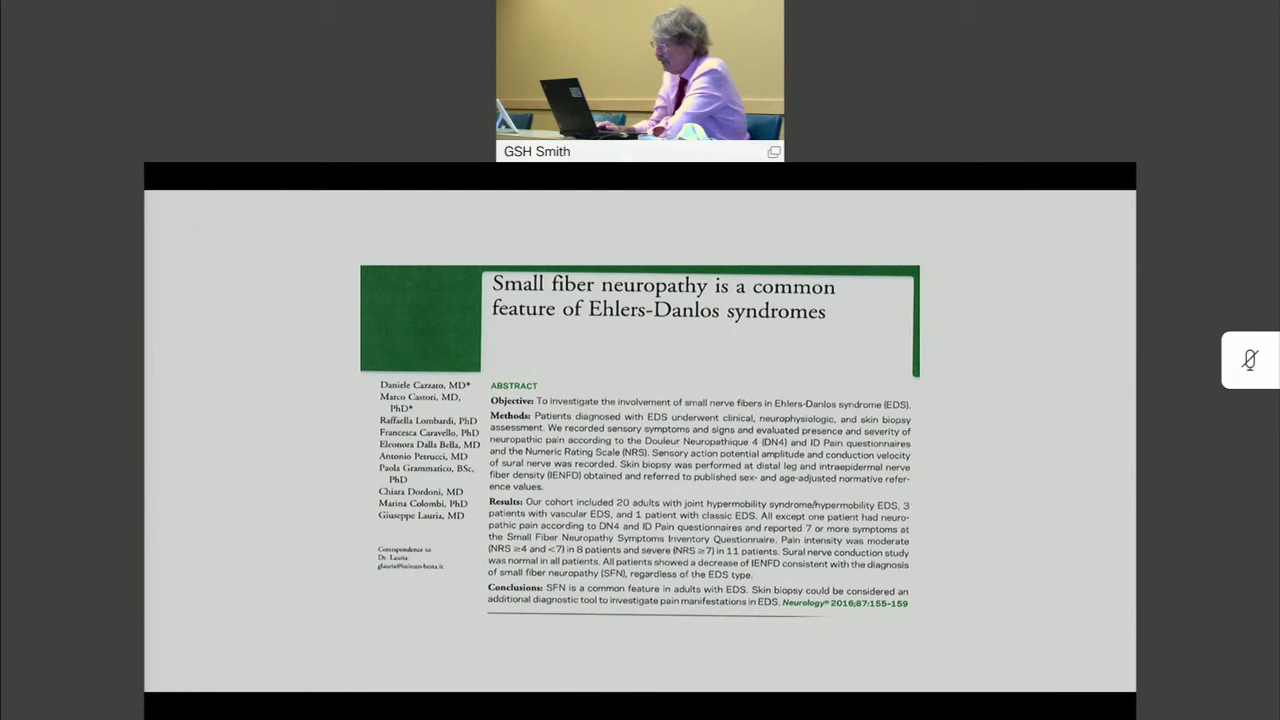 GSH Smith
Small fiber neuropathy is a common
feature of Ehlers-Danlos syndromes
Daniele Cazzato, MD*
Marco Castori, MD,
PhD*
Raffaella Lombardi, PhD
Francesca Caravello, PhD
Eleonora Dalla Bella, MD
Antonio Petrucci, MD
Paola Grammatico, BSc,
PhD
Chiara Dordoni, MD
Marina Colombi, PhD
Giuseppe Lauria, MD
Correspondence to
Dr. Lauria:
glauria@istituto-besta.it
ABSTRACT
Objective: To investigate the involvement of small nerve fibers in Ehlers-Danlos syndrome (EDS).
Methods: Patients diagnosed with EDS underwent clinical, neurophysiologic, and skin biopsy
assessment. We recorded sensory symptoms and signs and evaluated presence and severity of
neuropathic pain according to the Douleur Neuropathique 4 (DN4) and ID Pain questionnaires
and the Numeric Rating Scale (NRS). Sensory action potential amplitude and conduction velocity
of sural nerve was recorded. Skin biopsy was performed at distal leg and intraepidermal nerve
fiber density (IENFD) obtained and referred to published sex- and age-adjusted normative refer-
ence values.
Results: Our cohort included 20 adults with joint hypermobility syndrome/hypermobility EDS, 3
patients with vascular EDS, and 1 patient with classic EDS. All except one patient had neuro-
pathic pain according to DN4 and ID Pain questionnaires and reported 7 or more symptoms at
the Small Fiber Neuropathy Symptoms Inventory Questionnaire. Pain intensity was moderate
(NRS ≥4 and <7) in 8 patients and severe (NRS ≥7) in 11 patients. Sural nerve conduction study
was normal in all patients. All patients showed a decrease of IENFD consistent with the diagnosis
of small fiber neuropathy (SFN), regardless of the EDS type.
Conclusions: SFN is a common feature in adults with EDS. Skin biopsy could be considered an
additional diagnostic tool to investigate pain manifestations in EDS. Neurology® 2016;87:155-159